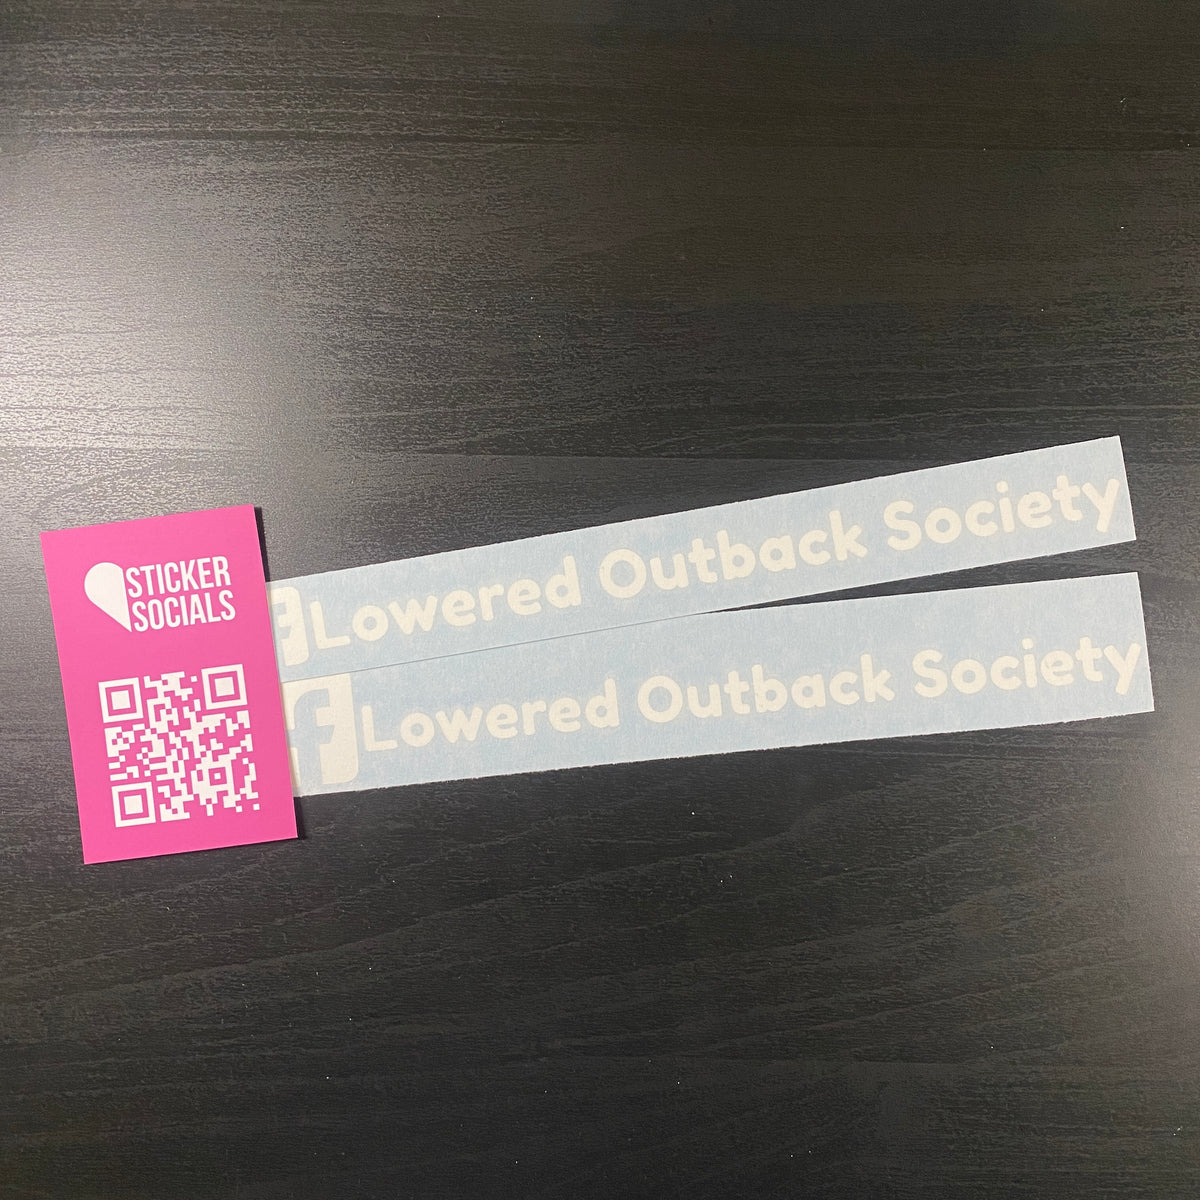 STICKER
SOCIALS
f Lowered Outback Society
f Lowered Outback Society